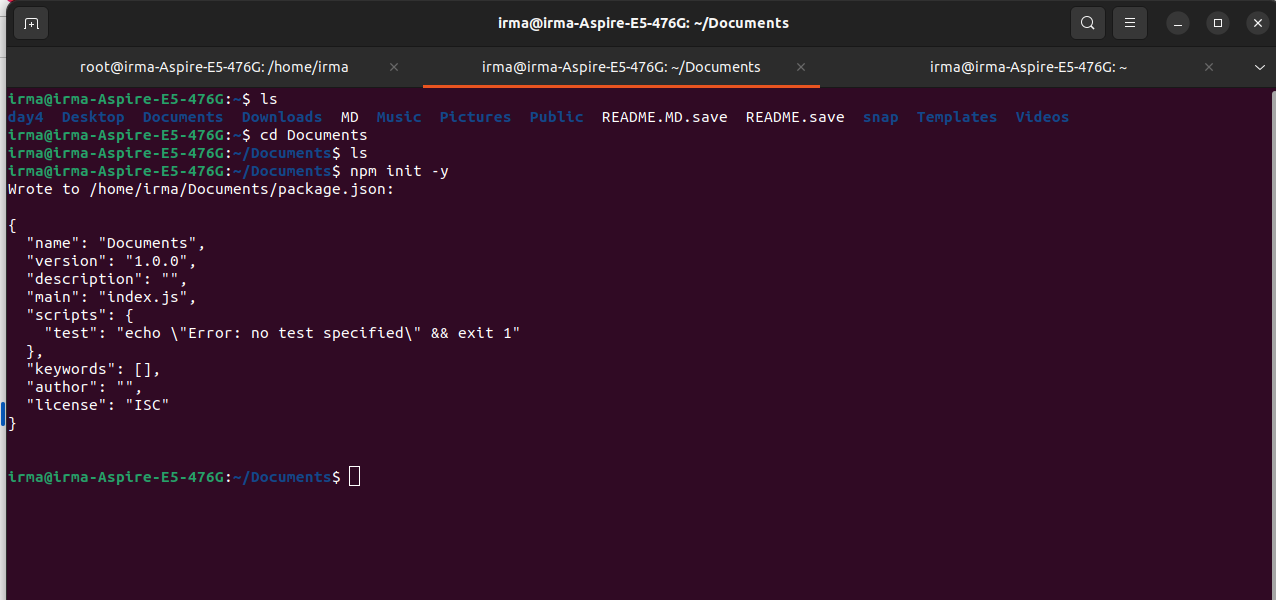 irma@irma-Aspire-E5-476G: ~/Documents
root@irma-Aspire-E5-476G: /home/irma
irma@irma-Aspire-E5-476G: ~/Documents
irma@irma-Aspire-E5-476G: ~
irma@irma-Aspire-E5-476G:~$ ls
day4  Desktop  Documents  Downloads  MD  Music  Pictures  Public  README.MD.save  README.save  snap  Templates  Videos
irma@irma-Aspire-E5-476G:~$ cd Documents
irma@irma-Aspire-E5-476G:~/Documents$ ls
irma@irma-Aspire-E5-476G:~/Documents$ npm init -y
Wrote to /home/irma/Documents/package.json:
{
  "name": "Documents",
  "version": "1.0.0",
  "description": "",
  "main": "index.js",
  "scripts": {
    "test": "echo \"Error: no test specified\" && exit 1"
  },
  "keywords": [],
  "author": "",
  "license": "ISC"
}
irma@irma-Aspire-E5-476G:~/Documents$